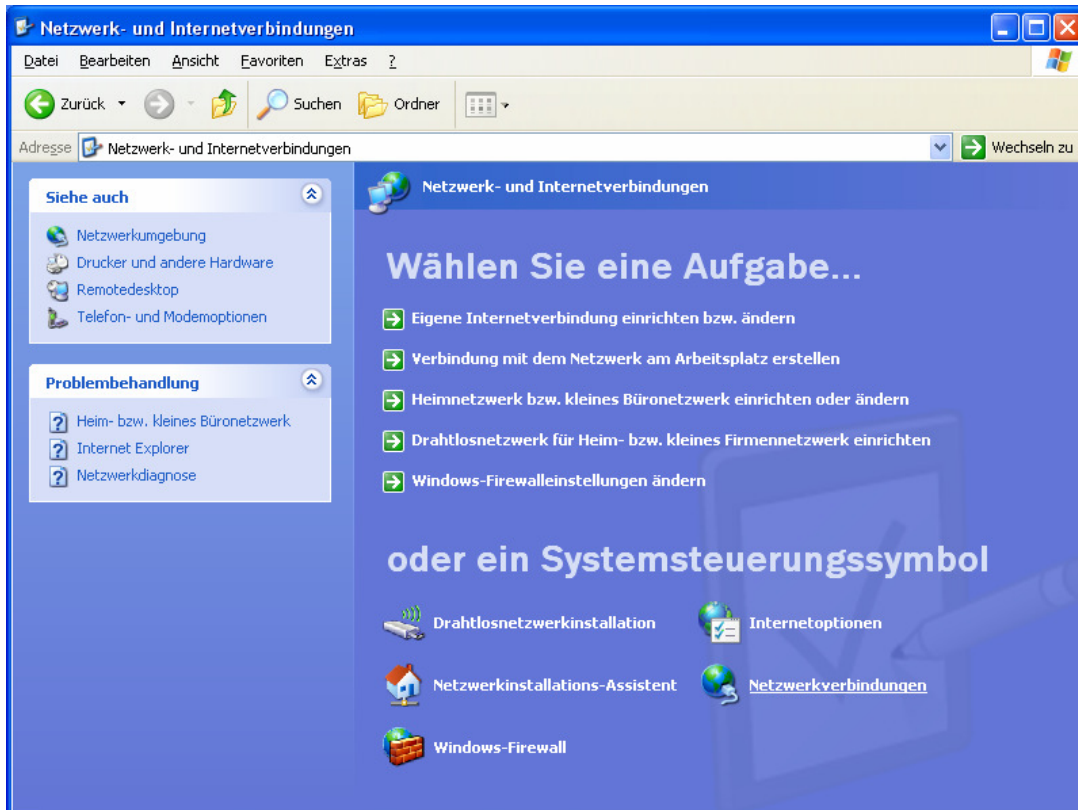 Netzwerk- und Internetverbindungen
Datei Bearbeiten Ansicht Favoriten Extras ?
Zurück Suchen Ordner
Adresse Netzwerk- und Internetverbindungen Wechseln zu
Siehe auch
Netzwerkumgebung
Drucker und andere Hardware
Remotedesktop
Telefon- und Modemoptionen
Problembehandlung
Heim- bzw. kleines Büronetzwerk
Internet Explorer
Netzwerkdiagnose
Netzwerk- und Internetverbindungen
Wählen Sie eine Aufgabe...
Eigene Internetverbindung einrichten bzw. ändern
Verbindung mit dem Netzwerk am Arbeitsplatz erstellen
Heimnetzwerk bzw. kleines Büronetzwerk einrichten oder ändern
Drahtlosnetzwerk für Heim- bzw. kleines Firmennetzwerk einrichten
Windows-Firewalleinstellungen ändern
oder ein Systemsteuerungssymbol
Drahtlosnetzwerkinstallation Internetoptionen
Netzwerkinstallations-Assistent Netzwerkverbindungen
Windows-Firewall